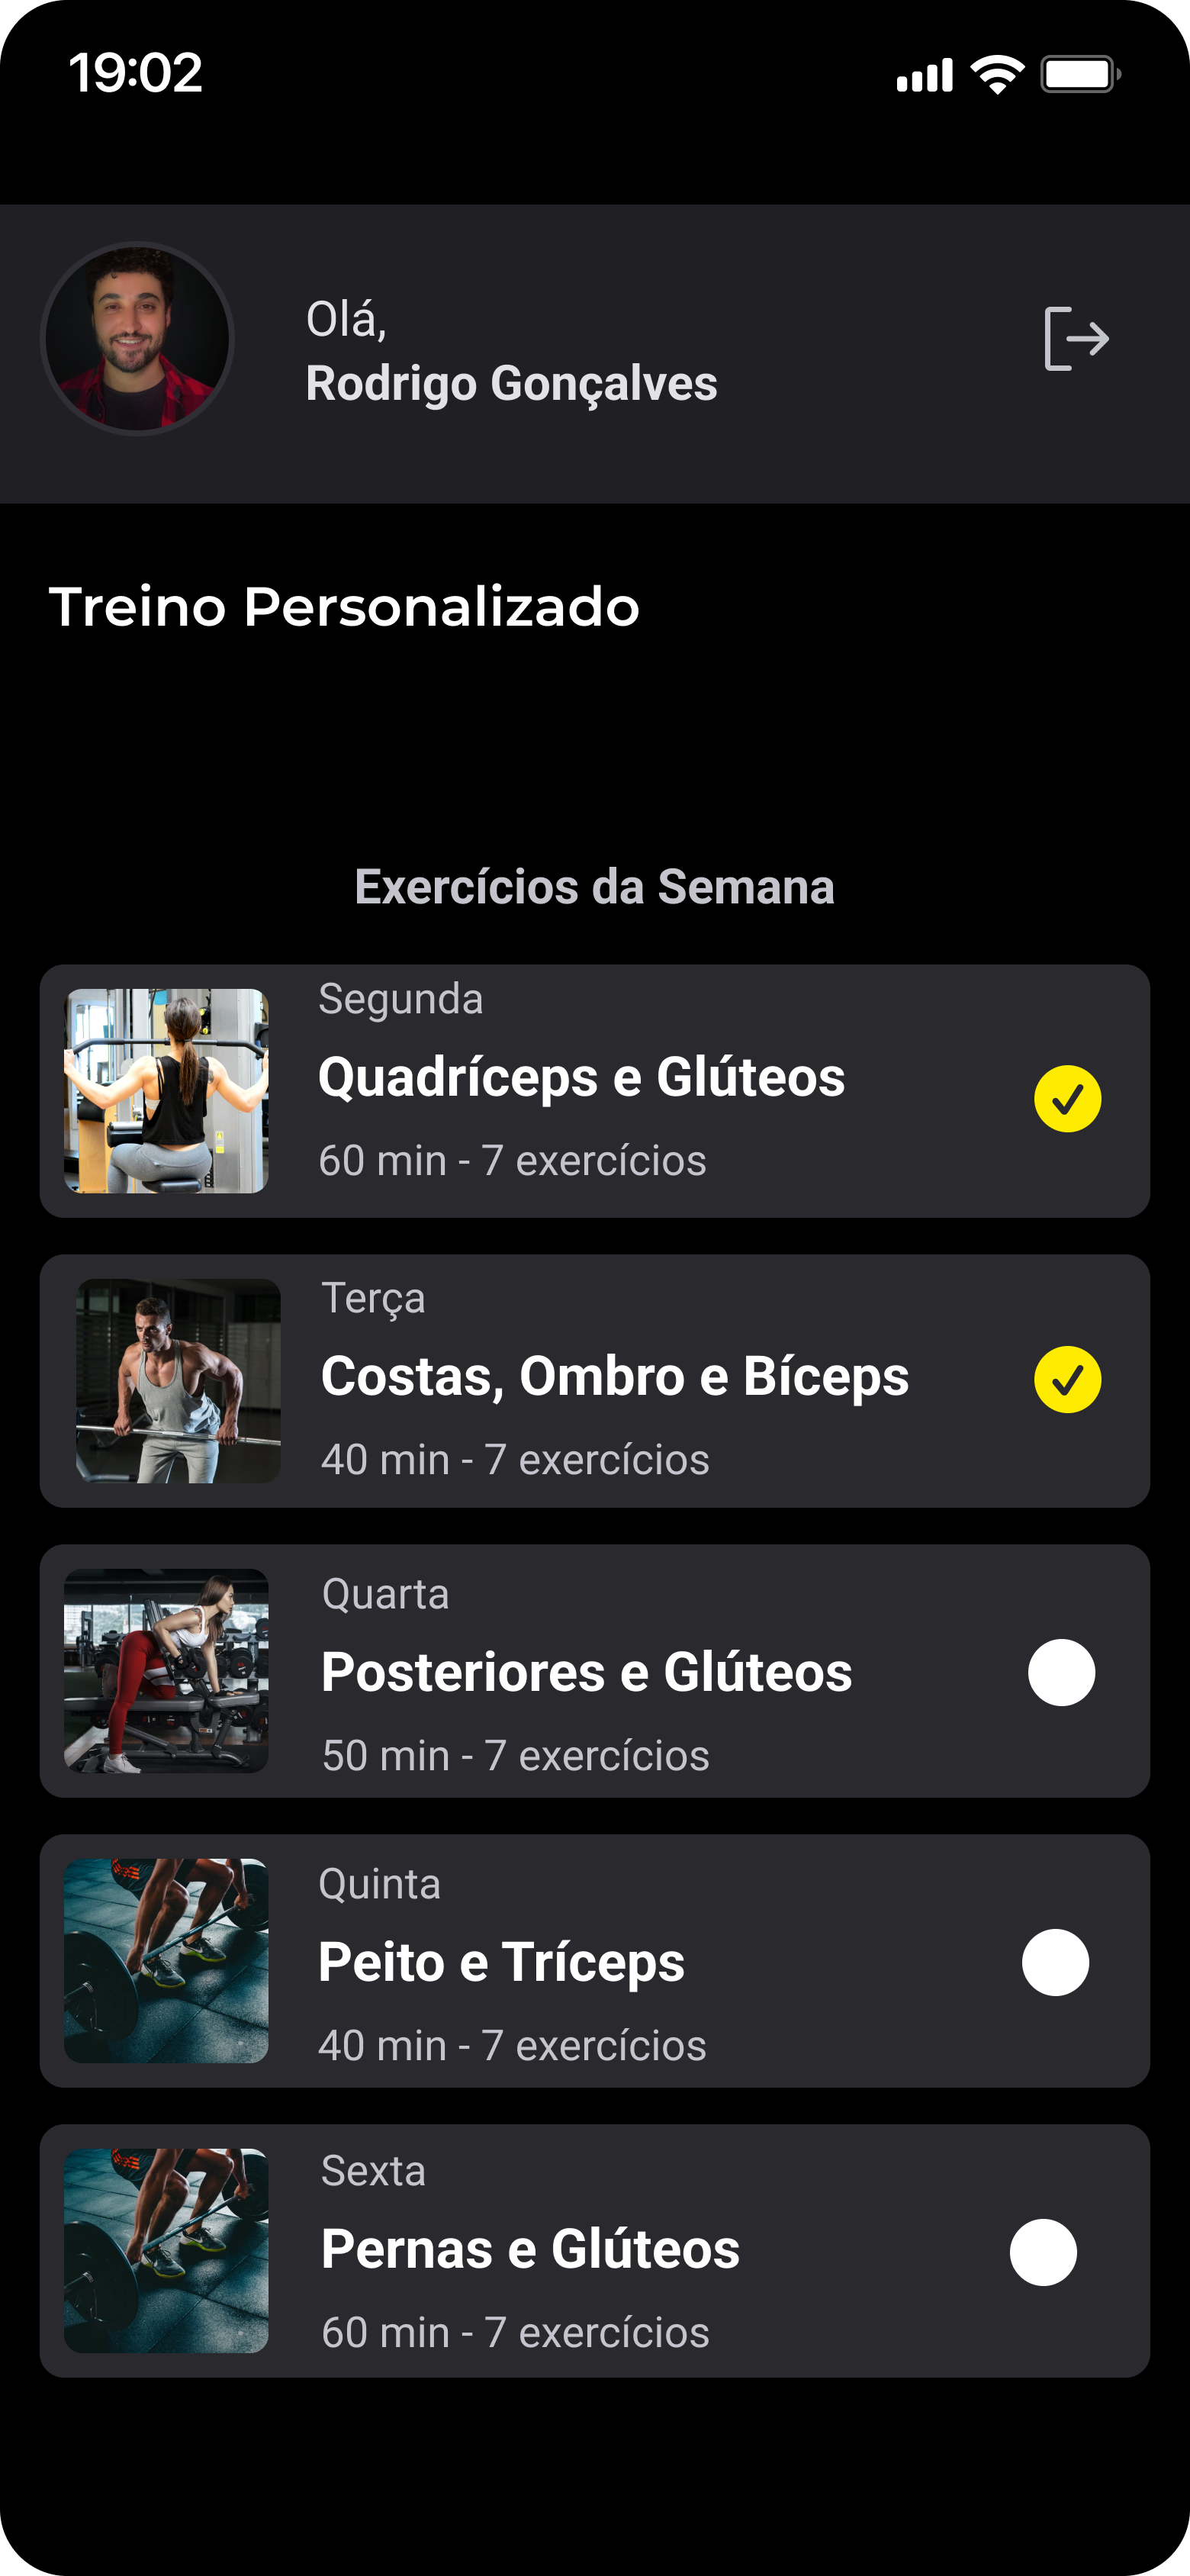 19:02
Olá,
Rodrigo Gonçalves
Treino Personalizado
Exercícios da Semana
Segunda
Quadríceps e Glúteos
60 min - 7 exercícios
Terça
Costas, Ombro e Bíceps
40 min - 7 exercícios
Quarta
Posteriores e Glúteos
50 min - 7 exercícios
Quinta
Peito e Tríceps
40 min - 7 exercícios
Sexta
Pernas e Glúteos
60 min - 7 exercícios